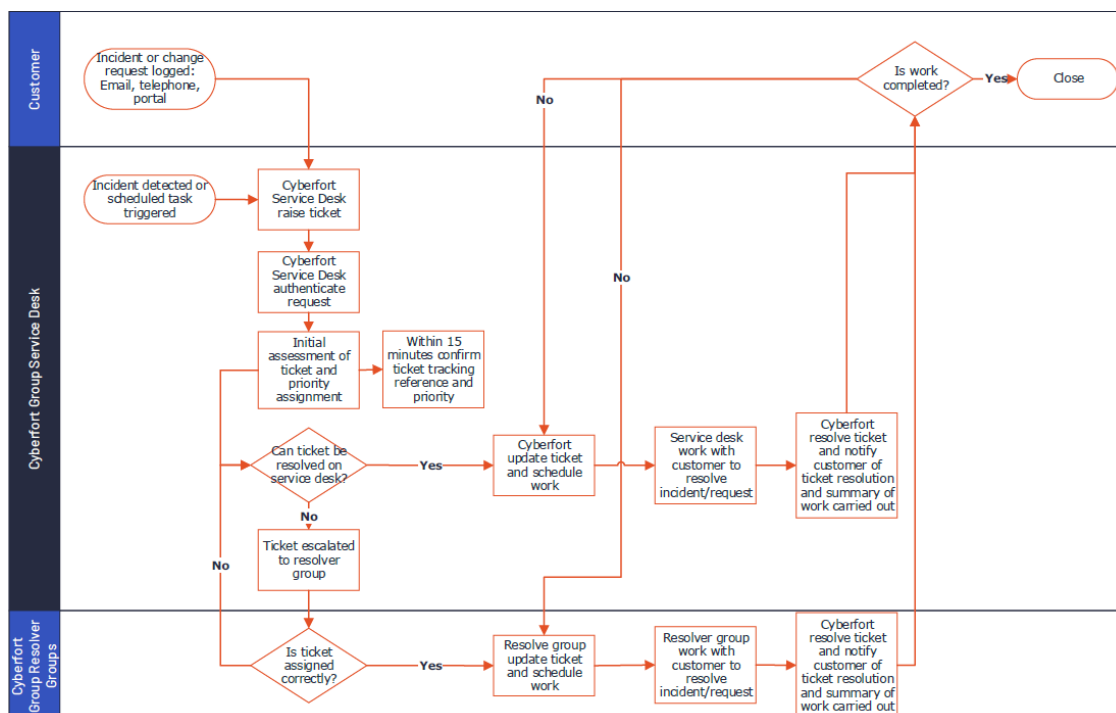 Customer
Incident or change
request logged:
Email, telephone,
portal
Is work
completed?
Yes
Close
No
No
Cyberfort Group Service Desk
Incident detected or
scheduled task
triggered
Cyberfort
Service Desk
raise ticket
Cyberfort
Service Desk
authenticate
request
Initial
assessment of
ticket and
priority
assignment
Within 15
minutes confirm
ticket tracking
reference and
priority
Can ticket be
resolved on
service desk?
Yes
Cyberfort
update ticket
and schedule
work
Service desk
work with
customer to
resolve
incident/request
Cyberfort
resolve ticket
and notify
customer of
ticket resolution
and summary of
work carried out
No
Ticket escalated
to resolver
group
No
Cyberfort
Group Resolver
Groups
Is ticket
assigned
correctly?
Yes
Resolve group
update ticket
and schedule
work
Resolver group
work with
customer to
resolve
incident/request
Cyberfort
resolve ticket
and notify
customer of
ticket resolution
and summary of
work carried out